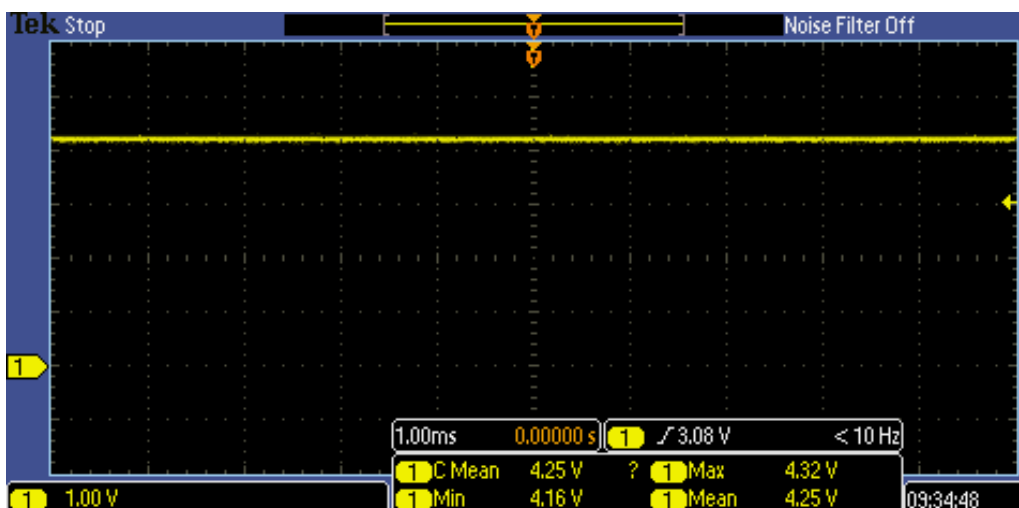 Tek Stop Noise Filter Off
T
T
1
1.00ms 0.00000 s 1 3.08 V < 10 Hz
1 C Mean 4.25 V ? 1 Max 4.32 V
1 1.00 V 1 Min 4.16 V 1 Mean 4.25 V 09:34:48